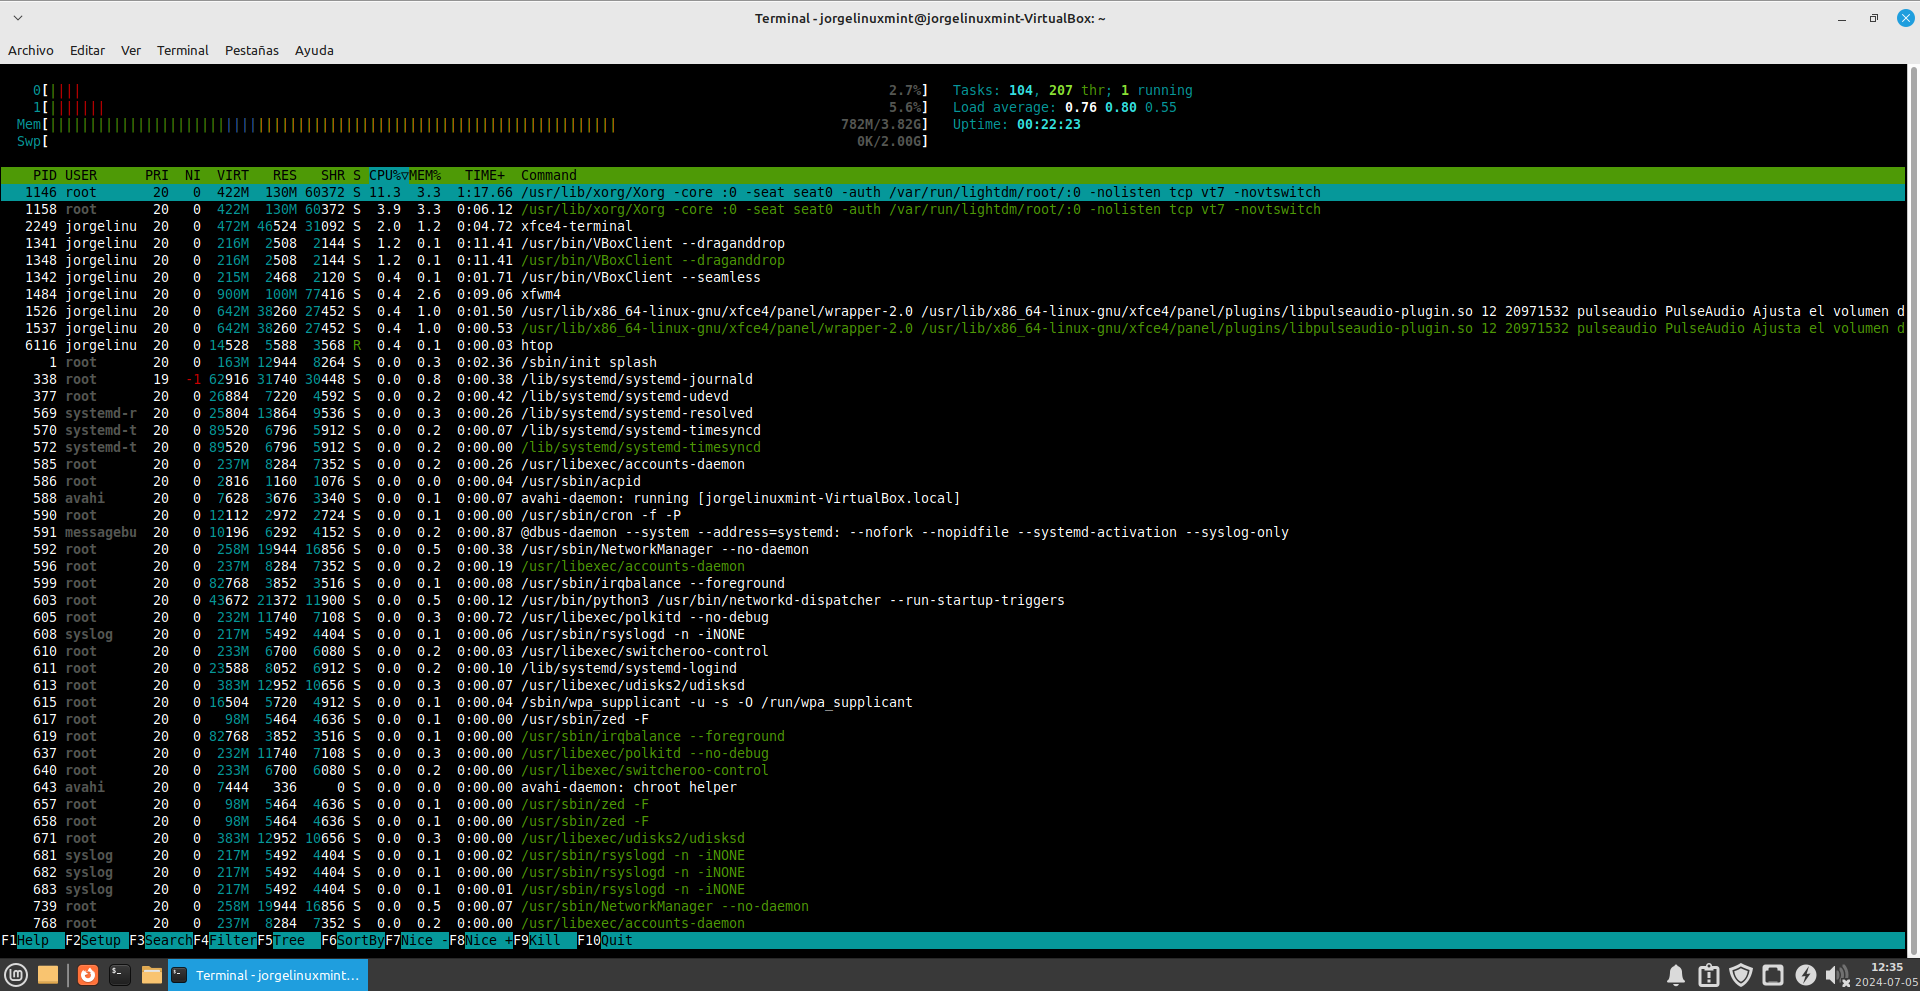 Terminal - jorgelinuxmint@jorgelinuxmint-VirtualBox: ~
Archivo Editar Ver Terminal Pestañas Ayuda
0[|||| 2.7%] Tasks: 104, 207 thr; 1 running
1[||||||| 5.6%] Load average: 0.76 0.80 0.55
Mem[||||||||||||||||||||||||||||||||||||||||||||||||||||||||||||||||||||||| 782M/3.82G] Uptime: 00:22:23
Swp[ 0K/2.00G]
PID USER PRI NI VIRT RES SHR S CPU%▽MEM% TIME+ Command
1146 root 20 0 422M 130M 60372 S 11.3 3.3 1:17.66 /usr/lib/xorg/Xorg -core :0 -seat seat0 -auth /var/run/lightdm/root/:0 -nolisten tcp vt7 -novtswitch
1158 root 20 0 422M 130M 60372 S 3.9 3.3 0:06.12 /usr/lib/xorg/Xorg -core :0 -seat seat0 -auth /var/run/lightdm/root/:0 -nolisten tcp vt7 -novtswitch
2249 jorgelinu 20 0 472M 46524 31092 S 2.0 1.2 0:04.72 xfce4-terminal
1341 jorgelinu 20 0 216M 2508 2144 S 1.2 0.1 0:11.41 /usr/bin/VBoxClient --draganddrop
1348 jorgelinu 20 0 216M 2508 2144 S 1.2 0.1 0:11.41 /usr/bin/VBoxClient --draganddrop
1342 jorgelinu 20 0 215M 2468 2120 S 0.4 0.1 0:01.71 /usr/bin/VBoxClient --seamless
1484 jorgelinu 20 0 900M 100M 77416 S 0.4 2.6 0:09.06 xfwm4
1526 jorgelinu 20 0 642M 38260 27452 S 0.4 1.0 0:01.50 /usr/lib/x86_64-linux-gnu/xfce4/panel/wrapper-2.0 /usr/lib/x86_64-linux-gnu/xfce4/panel/plugins/libpulseaudio-plugin.so 12 20971532 pulseaudio PulseAudio Ajusta el volumen d
1537 jorgelinu 20 0 642M 38260 27452 S 0.4 1.0 0:00.53 /usr/lib/x86_64-linux-gnu/xfce4/panel/wrapper-2.0 /usr/lib/x86_64-linux-gnu/xfce4/panel/plugins/libpulseaudio-plugin.so 12 20971532 pulseaudio PulseAudio Ajusta el volumen d
6116 jorgelinu 20 0 14528 5588 3568 R 0.4 0.1 0:00.03 htop
1 root 20 0 163M 12944 8264 S 0.0 0.3 0:02.36 /sbin/init splash
338 root 19 -1 62916 31740 30448 S 0.0 0.8 0:00.38 /lib/systemd/systemd-journald
377 root 20 0 26884 7220 4592 S 0.0 0.2 0:00.42 /lib/systemd/systemd-udevd
569 systemd-r 20 0 25804 13864 9536 S 0.0 0.3 0:00.26 /lib/systemd/systemd-resolved
570 systemd-t 20 0 89520 6796 5912 S 0.0 0.2 0:00.07 /lib/systemd/systemd-timesyncd
572 systemd-t 20 0 89520 6796 5912 S 0.0 0.2 0:00.00 /lib/systemd/systemd-timesyncd
585 root 20 0 237M 8284 7352 S 0.0 0.2 0:00.26 /usr/libexec/accounts-daemon
586 root 20 0 2816 1160 1076 S 0.0 0.0 0:00.04 /usr/sbin/acpid
588 avahi 20 0 7628 3676 3340 S 0.0 0.1 0:00.07 avahi-daemon: running [jorgelinuxmint-VirtualBox.local]
590 root 20 0 12112 2972 2724 S 0.0 0.1 0:00.00 /usr/sbin/cron -f -P
591 messagebu 20 0 10196 6292 4152 S 0.0 0.2 0:00.87 @dbus-daemon --system --address=systemd: --nofork --nopidfile --systemd-activation --syslog-only
592 root 20 0 258M 19944 16856 S 0.0 0.5 0:00.38 /usr/sbin/NetworkManager --no-daemon
596 root 20 0 237M 8284 7352 S 0.0 0.2 0:00.19 /usr/libexec/accounts-daemon
599 root 20 0 82768 3852 3516 S 0.0 0.1 0:00.08 /usr/sbin/irqbalance --foreground
603 root 20 0 43672 21372 11900 S 0.0 0.5 0:00.12 /usr/bin/python3 /usr/bin/networkd-dispatcher --run-startup-triggers
605 root 20 0 232M 11740 7108 S 0.0 0.3 0:00.72 /usr/libexec/polkitd --no-debug
608 syslog 20 0 217M 5492 4404 S 0.0 0.1 0:00.06 /usr/sbin/rsyslogd -n -iNONE
610 root 20 0 233M 6700 6080 S 0.0 0.2 0:00.03 /usr/libexec/switcheroo-control
611 root 20 0 23588 8052 6912 S 0.0 0.2 0:00.10 /lib/systemd/systemd-logind
613 root 20 0 383M 12952 10656 S 0.0 0.3 0:00.07 /usr/libexec/udisks2/udisksd
615 root 20 0 16504 5720 4912 S 0.0 0.1 0:00.04 /sbin/wpa_supplicant -u -s -O /run/wpa_supplicant
617 root 20 0 98M 5464 4636 S 0.0 0.1 0:00.00 /usr/sbin/zed -F
619 root 20 0 82768 3852 3516 S 0.0 0.1 0:00.00 /usr/sbin/irqbalance --foreground
637 root 20 0 232M 11740 7108 S 0.0 0.3 0:00.00 /usr/libexec/polkitd --no-debug
640 root 20 0 233M 6700 6080 S 0.0 0.2 0:00.00 /usr/libexec/switcheroo-control
643 avahi 20 0 7444 336 0 S 0.0 0.0 0:00.00 avahi-daemon: chroot helper
657 root 20 0 98M 5464 4636 S 0.0 0.1 0:00.00 /usr/sbin/zed -F
658 root 20 0 98M 5464 4636 S 0.0 0.1 0:00.00 /usr/sbin/zed -F
671 root 20 0 383M 12952 10656 S 0.0 0.3 0:00.00 /usr/libexec/udisks2/udisksd
681 syslog 20 0 217M 5492 4404 S 0.0 0.1 0:00.02 /usr/sbin/rsyslogd -n -iNONE
682 syslog 20 0 217M 5492 4404 S 0.0 0.1 0:00.00 /usr/sbin/rsyslogd -n -iNONE
683 syslog 20 0 217M 5492 4404 S 0.0 0.1 0:00.01 /usr/sbin/rsyslogd -n -iNONE
739 root 20 0 258M 19944 16856 S 0.0 0.5 0:00.07 /usr/sbin/NetworkManager --no-daemon
768 root 20 0 237M 8284 7352 S 0.0 0.2 0:00.00 /usr/libexec/accounts-daemon
F1Help F2Setup F3SearchF4FilterF5Tree F6SortByF7Nice -F8Nice +F9Kill F10Quit
Terminal - jorgelinuxmint... 12:35
2024-07-05